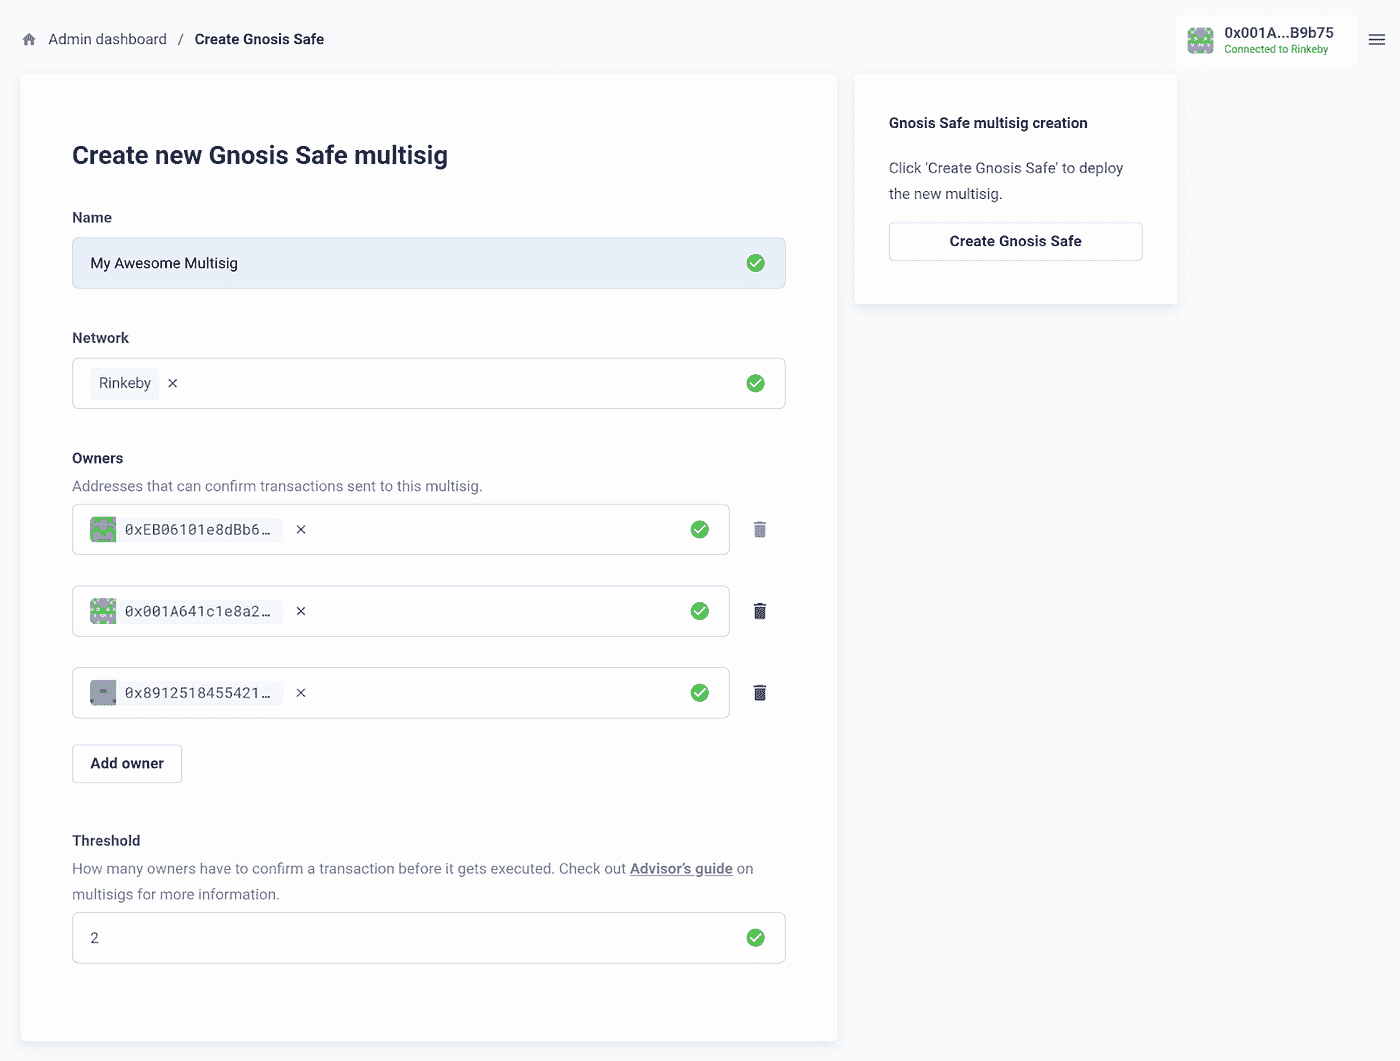 Admin dashboard / Create Gnosis Safe
0x001A...B9b75
Connected to Rinkeby
Create new Gnosis Safe multisig
Name
My Awesome Multisig
Network
Rinkeby ×
Owners
Addresses that can confirm transactions sent to this multisig.
0xEB06101e8dBb6… ×
0x001A641c1e8a2… ×
0x8912518455421… ×
Add owner
Threshold
How many owners have to confirm a transaction before it gets executed. Check out Advisor's guide on
multisigs for more information.
2
Gnosis Safe multisig creation
Click 'Create Gnosis Safe' to deploy
the new multisig.
Create Gnosis Safe